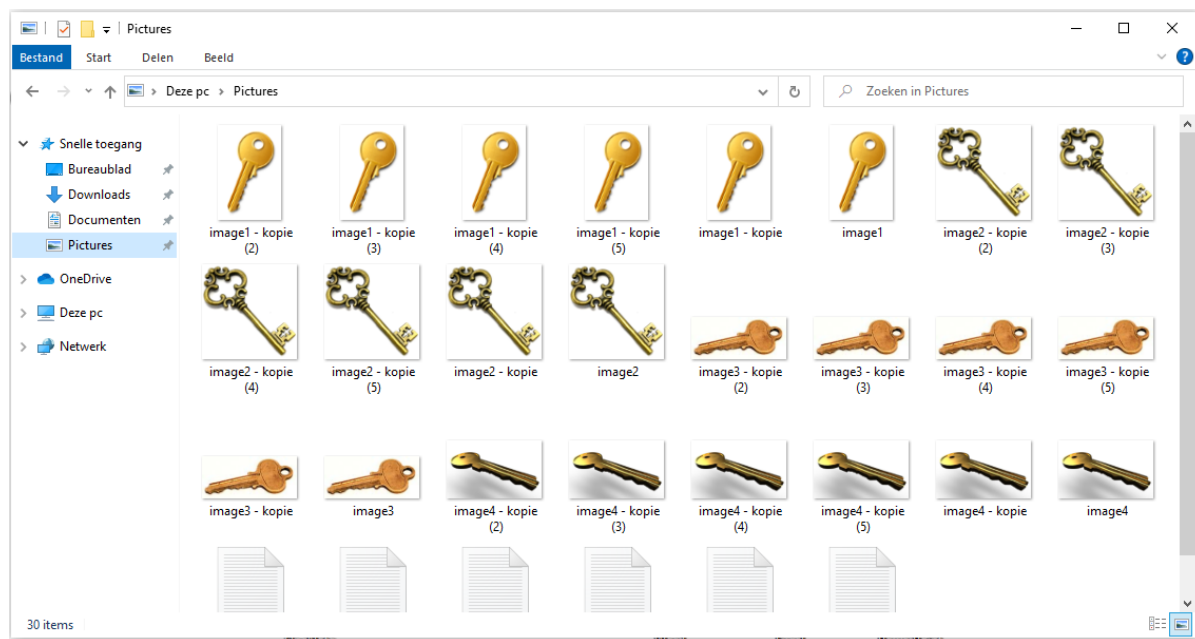 Pictures
Bestand Start Delen Beeld
Deze pc Pictures
Zoeken in Pictures
Snelle toegang
Bureaublad
Downloads
Documenten
Pictures
OneDrive
Deze pc
Netwerk
image1 - kopie (2)
image1 - kopie (3)
image1 - kopie (4)
image1 - kopie (5)
image1 - kopie
image1
image2 - kopie (2)
image2 - kopie (3)
image2 - kopie (4)
image2 - kopie (5)
image2 - kopie
image2
image3 - kopie (2)
image3 - kopie (3)
image3 - kopie (4)
image3 - kopie (5)
image3 - kopie
image3
image4 - kopie (2)
image4 - kopie (3)
image4 - kopie (4)
image4 - kopie (5)
image4 - kopie
image4
30 items